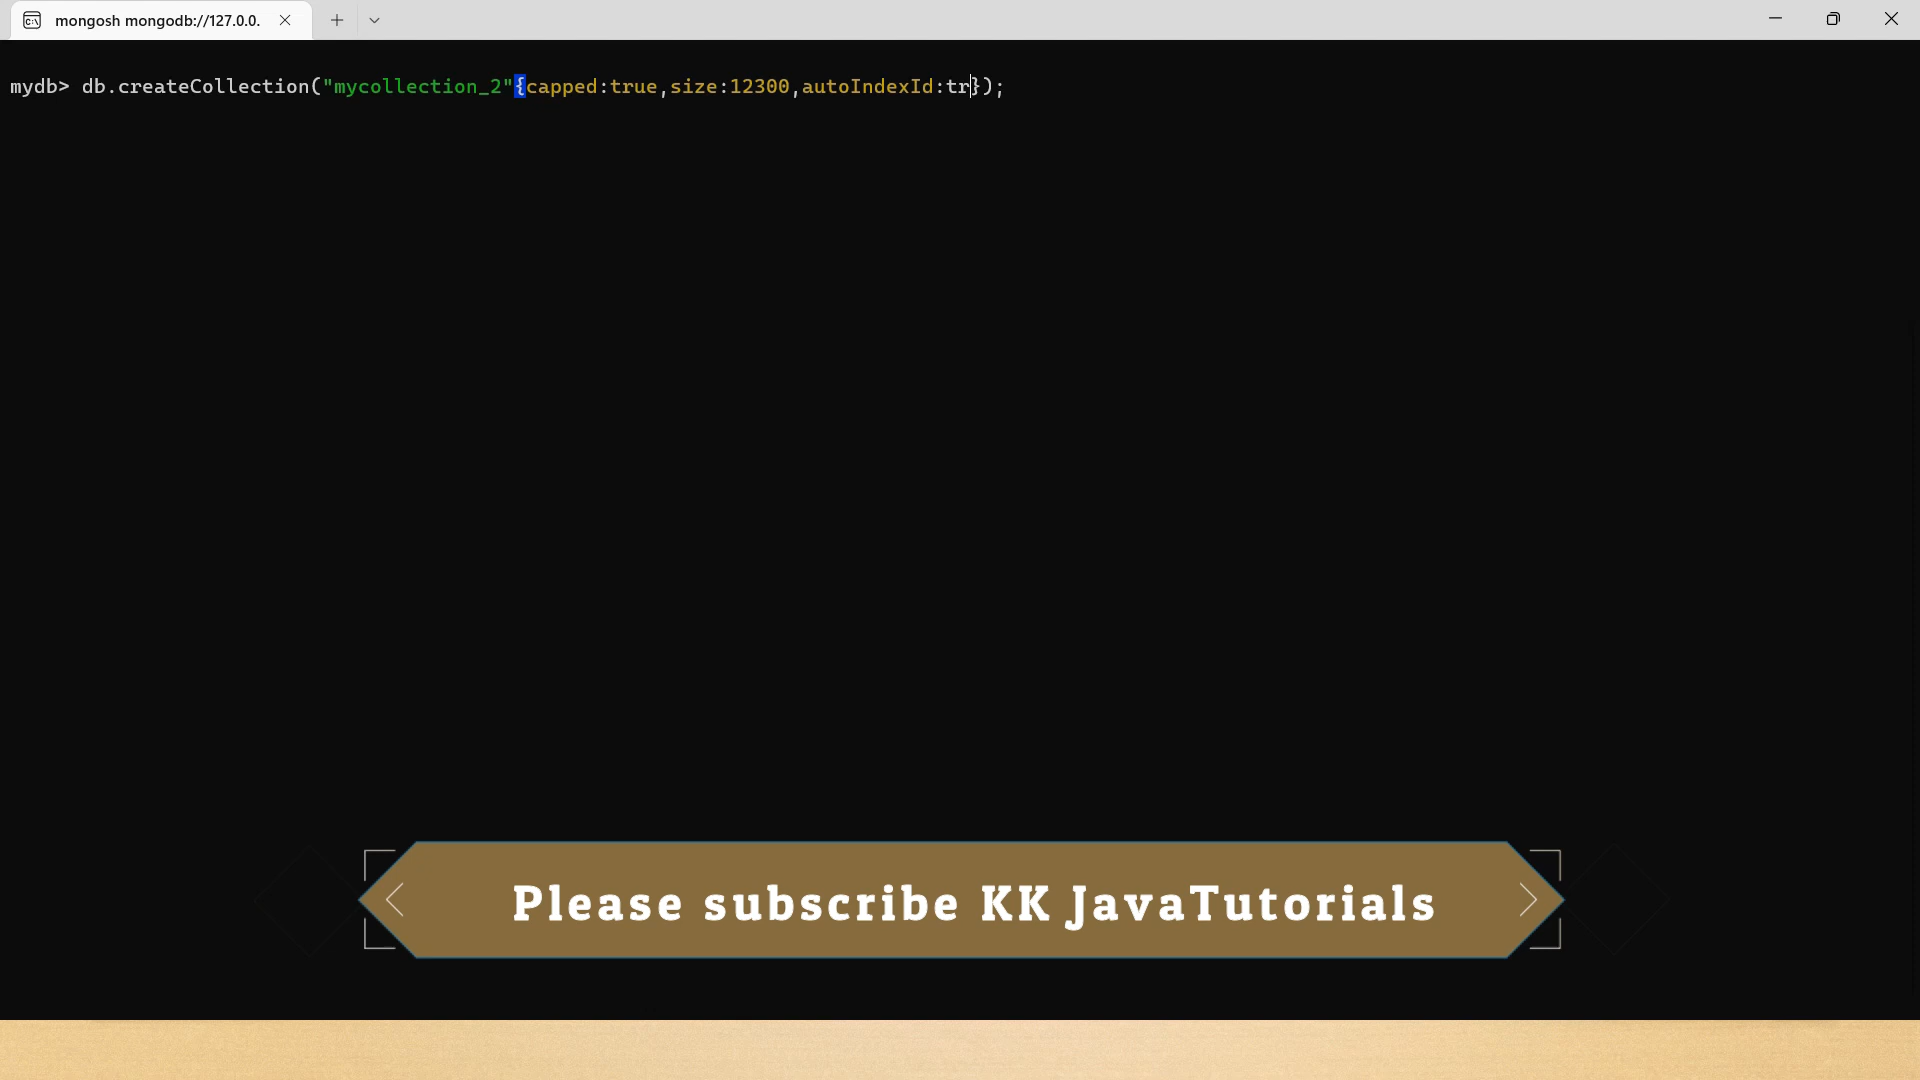 mongosh mongodb://127.0.0.
mydb> db.createCollection("mycollection_2"{capped:true,size:12300,autoIndexId:tr});
Please subscribe KK JavaTutorials